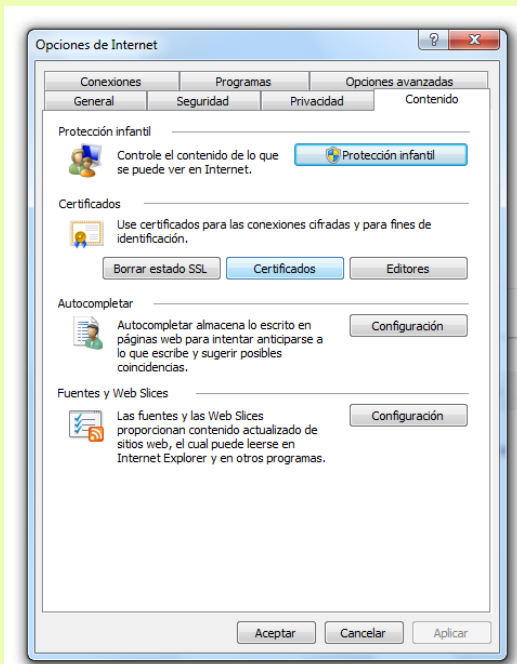 Opciones de Internet
Conexiones Programas Opciones avanzadas
General Seguridad Privacidad Contenido
Protección infantil
Controle el contenido de lo que
se puede ver en Internet.
Protección infantil
Certificados
Use certificados para las conexiones cifradas y para fines de
identificación.
Borrar estado SSL Certificados Editores
Autocompletar
Autocompletar almacena lo escrito en
páginas web para intentar anticiparse a
lo que escribe y sugerir posibles
coincidencias.
Configuración
Fuentes y Web Slices
Las fuentes y las Web Slices
proporcionan contenido actualizado de
sitios web, el cual puede leerse en
Internet Explorer y en otros programas.
Configuración
Aceptar Cancelar Aplicar